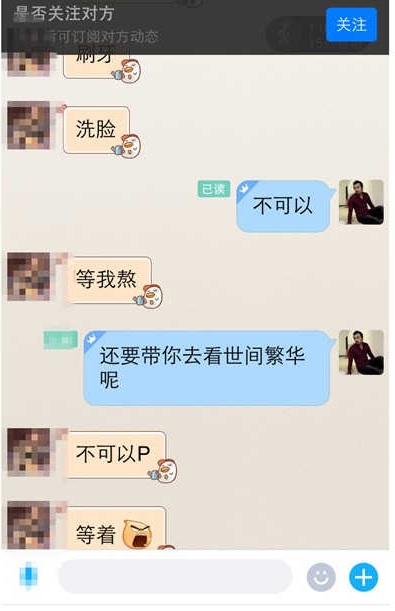 是否关注对方
可订阅对方动态
关注
刷牙
洗脸
已读
不可以
等我熬
还要带你去看世间繁华
呢
不可以P
等着